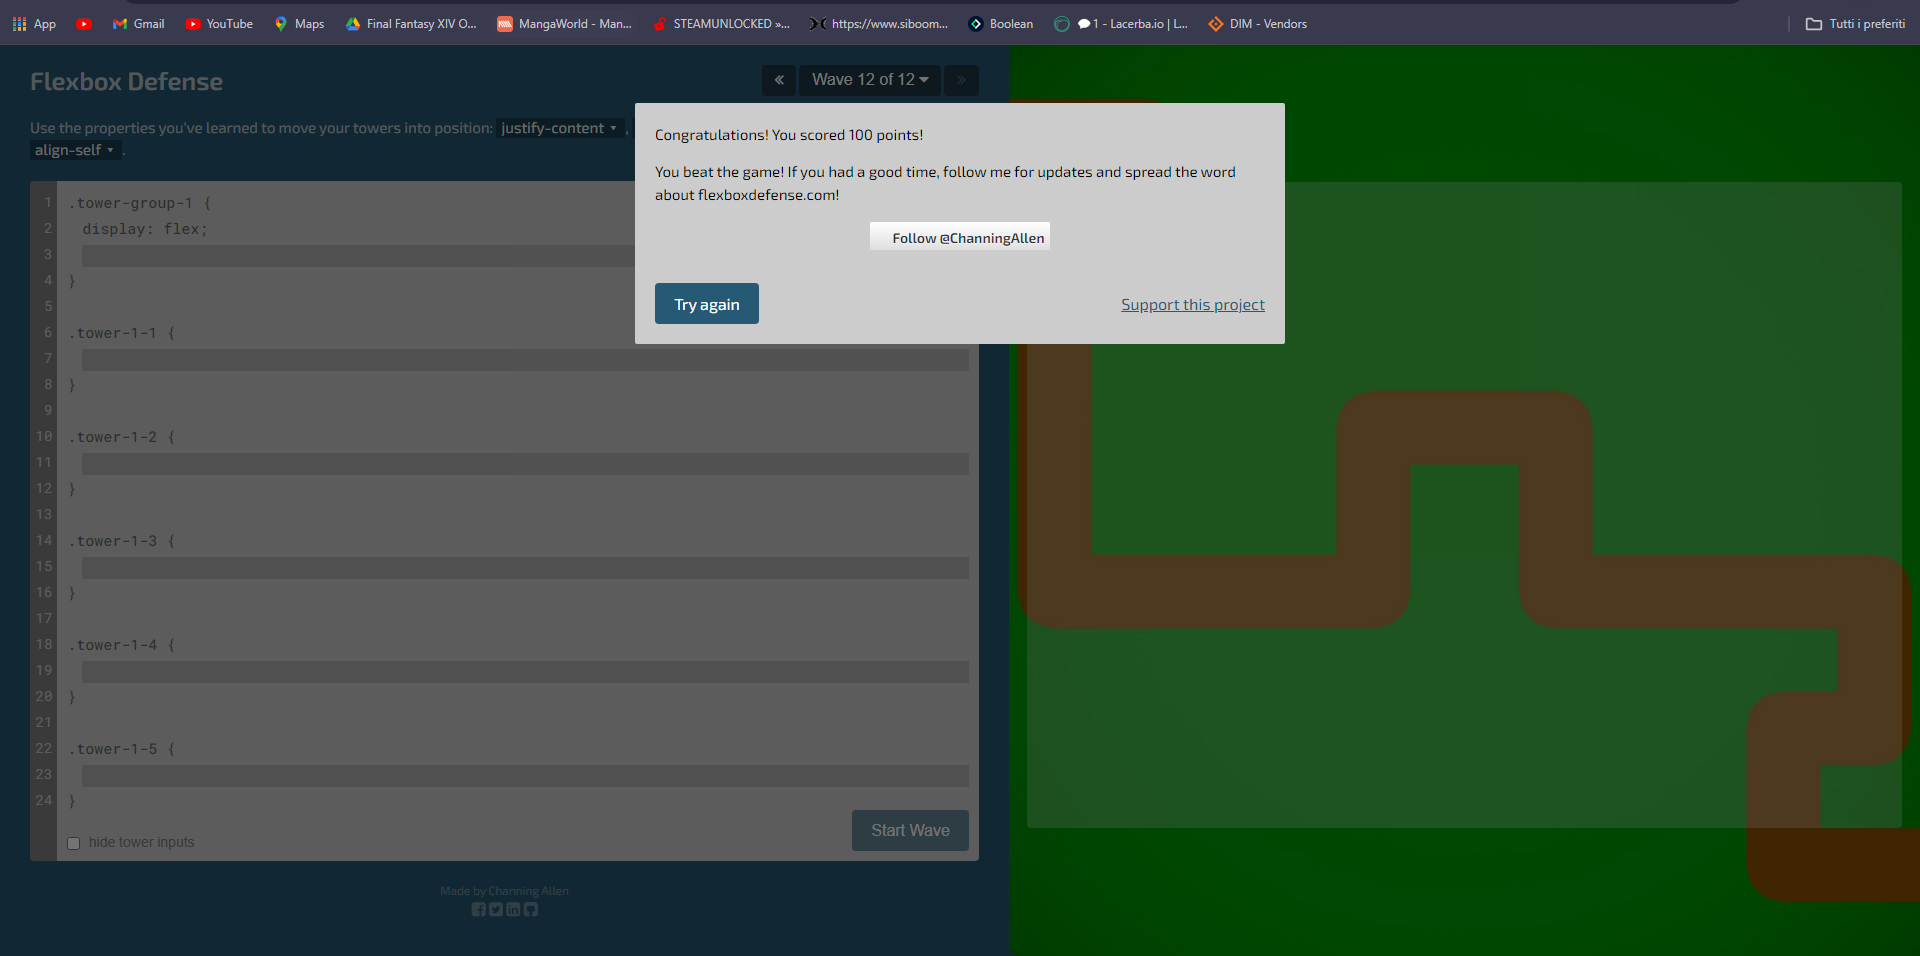 App
Gmail
YouTube
Maps
Final Fantasy XIV O...
MangaWorld - Man...
STEAMUNLOCKED »...
https://www.siboom...
Boolean
1 - Lacerba.io | L...
DIM - Vendors
Tutti i preferiti
Flexbox Defense
« Wave 12 of 12 »
Use the properties you've learned to move your towers into position: justify-content ,
align-self .
Congratulations! You scored 100 points!
You beat the game! If you had a good time, follow me for updates and spread the word
about flexboxdefense.com!
Follow @ChanningAllen
Try again
Support this project
1 .tower-group-1 {
2 display: flex;
3
4 }
5
6 .tower-1-1 {
7
8 }
9
10 .tower-1-2 {
11
12 }
13
14 .tower-1-3 {
15
16 }
17
18 .tower-1-4 {
19
20 }
21
22 .tower-1-5 {
23
24 }
hide tower inputs
Start Wave
Made by Channing Allen